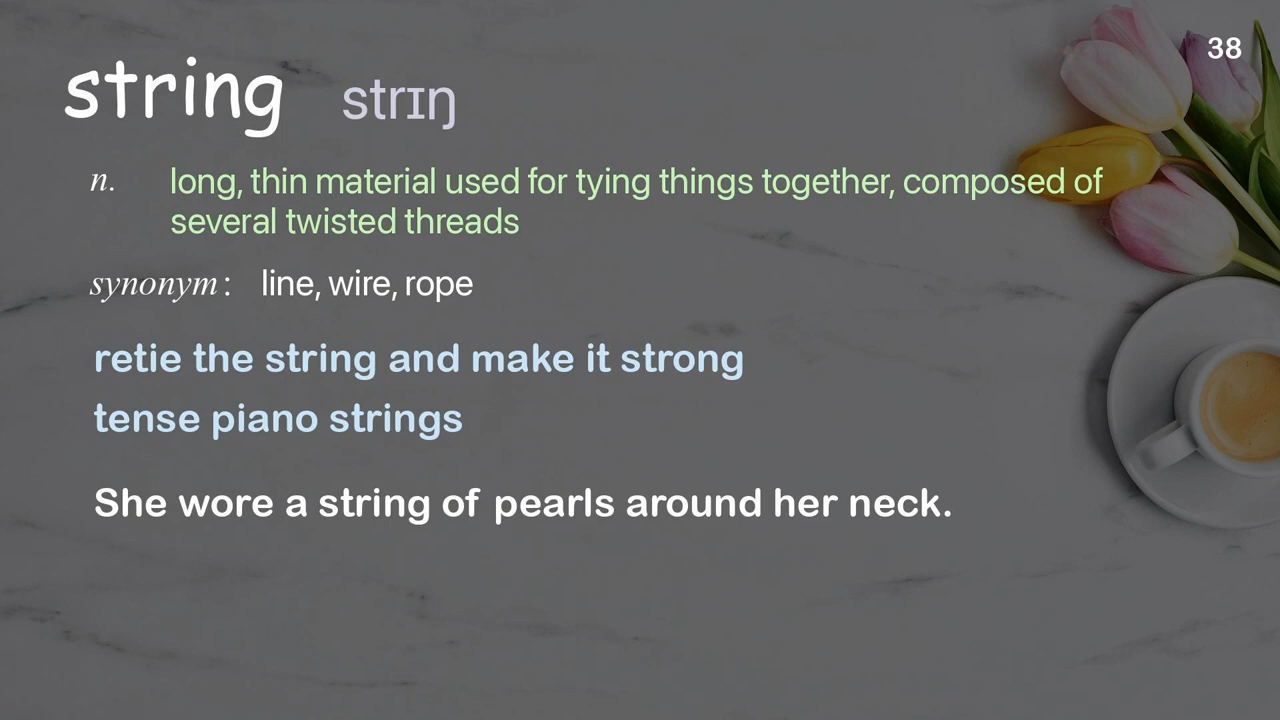 38
string strɪŋ
n. long, thin material used for tying things together, composed of
several twisted threads
synonym: line, wire, rope
retie the string and make it strong
tense piano strings
She wore a string of pearls around her neck.